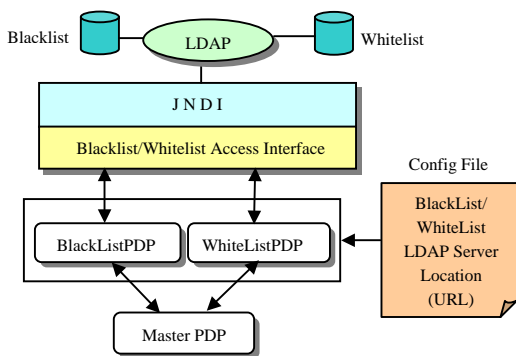 Blacklist
LDAP
Whitelist
J N D I
Blacklist/Whitelist Access Interface
Config File
BlackList/
WhiteList
LDAP Server
Location
(URL)
BlackListPDP
WhiteListPDP
Master PDP